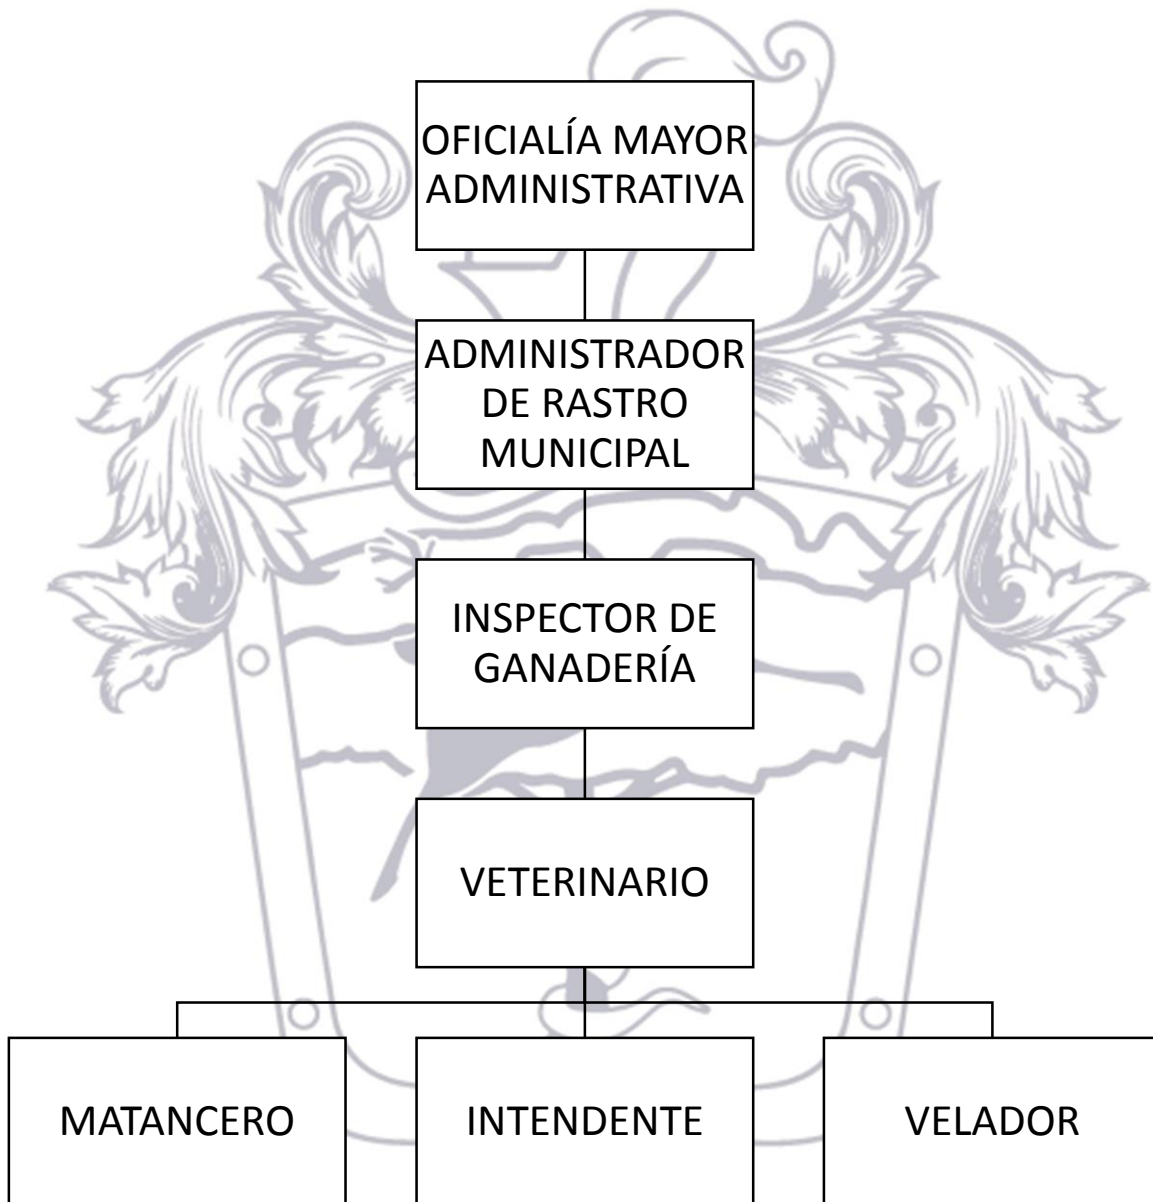 OFICIALÍA MAYOR
ADMINISTRATIVA
ADMINISTRADOR
DE RASTRO
MUNICIPAL
INSPECTOR DE
GANADERÍA
VETERINARIO
MATANCERO
INTENDENTE
VELADOR